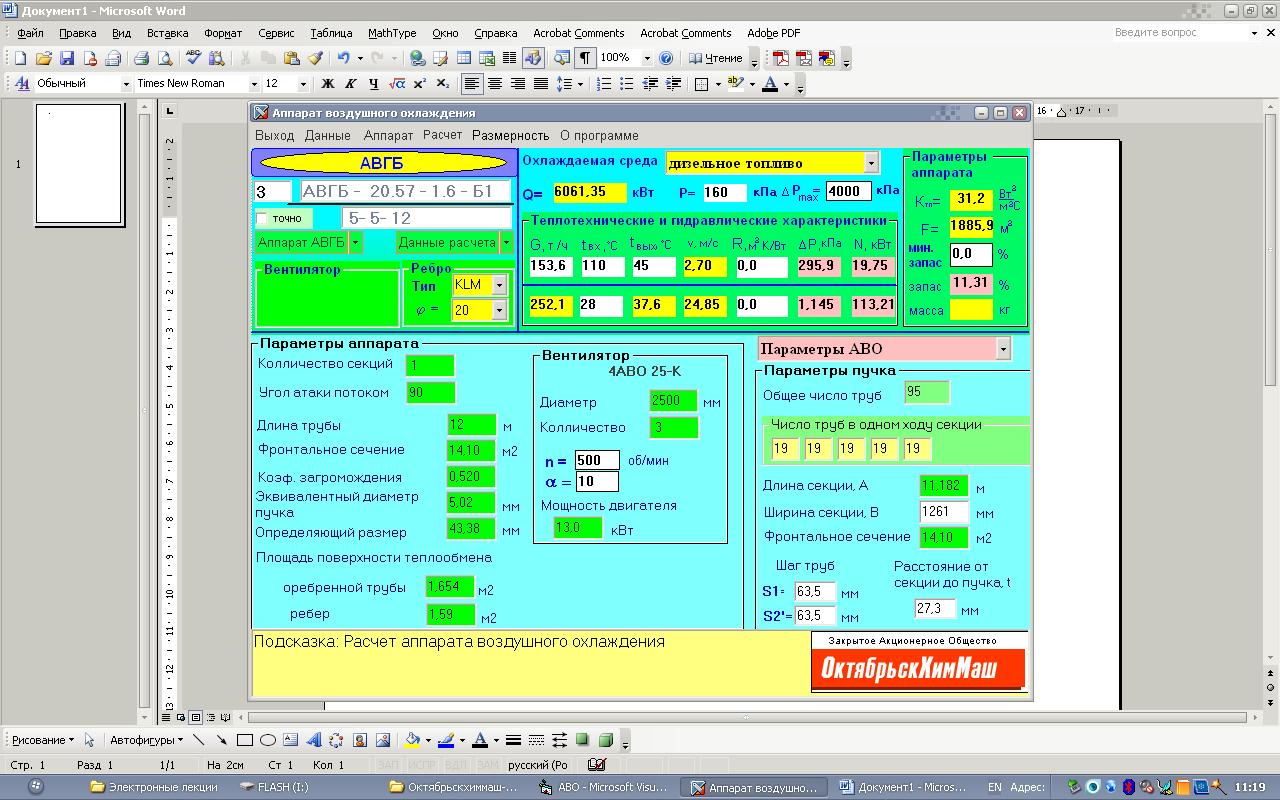 Документ1 - Microsoft Word
Файл Правка Вид Вставка Формат Сервис Таблица MathType Окно Справка Acrobat Comments Acrobat Comments Adobe PDF Введите вопрос
100% Чтение
Обычный Times New Roman 12 Ж К Ч
Аппарат воздушного охлаждения
16 17
Выход Данные Аппарат Расчет Размерность О программе
АВГБ
3 АВГБ - 20.57 - 1.6 - Б1
точно 5- 5- 12
Аппарат АВГБ Данные расчета
Вентилятор
Ребро
Тип KLM
φ = 20
Охлаждаемая среда дизельное топливо
Q= 6061,35 кВт P= 160 кПа, Δ Pmax= 4000 кПа
Теплотехнические и гидравлические характеристики
G, т/ч tвх,°С tвых,°С v, м/с R,м² К/Вт ΔP,кПа N, кВт
153,6 110 45 2,70 0,0 295,9 19,75
252,1 28 37,6 24,85 0,0 1,145 113,21
Параметры
аппарата
Kтп= 31,2 Вт/м²С
F= 1885,9 м²
мин.
запас 0,0 %
запас 11,31 %
масса кг
Параметры аппарата
Колличество секций 1
Угол атаки потоком 90
Длина трубы 12 м
Фронтальное сечение 14,10 м2
Коэф. загромождения 0,520
Эквивалентный диаметр
пучка 5,02 мм
Определяющий размер 43,38 мм
Площадь поверхности теплообмена
оребренной трубы 1,654 м2
ребер 1,59 м2
Вентилятор
4АВО 25-К
Диаметр 2500 мм
Колличество 3
n = 500 об/мин
α = 10
Мощность двигателя
13,0 кВт
Параметры АВО
Параметры пучка
Общее число труб 95
Число труб в одном ходу секции
19 19 19 19 19
Длина секции, А 11,182 м
Ширина секции, В 1261 мм
Фронтальное сечение 14,10 м2
Шаг труб
S1= 63,5 мм
S2'= 63,5 мм
Расстояние от
секции до пучка, t
27,3 мм
Подсказка: Расчет аппарата воздушного охлаждения
Закрытое Акционерное Общество
ОктябрьскХимМаш
Рисование Автофигуры
Стр. 1 Разд 1 1/1 На 2см Ст 1 Кол 1 ЗАП ИСПР ВДЛ ЗАМ русский (Ро
Электронные лекции FLASH (I:) Октябрьскхиммаш-... АВО - Microsoft Visu... Аппарат воздушно... Документ1 - Micros... EN Адрес: 11:19